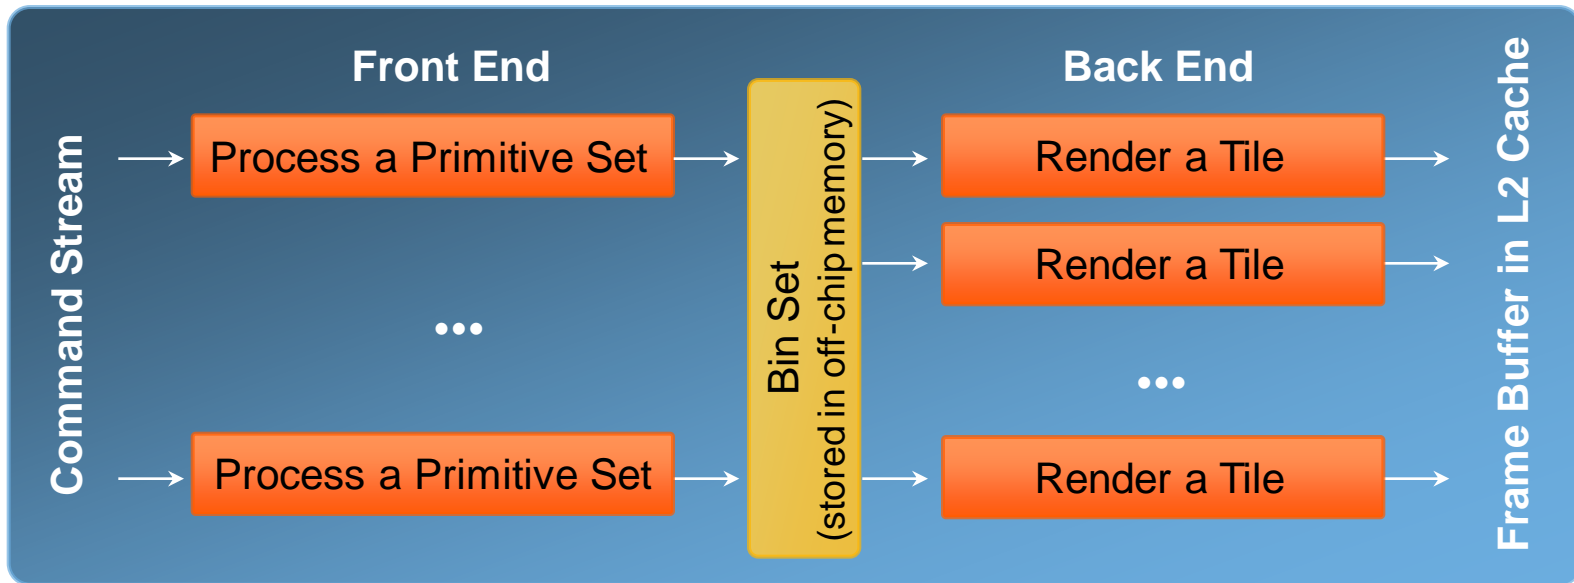 Front End
Back End
Command Stream
Process a Primitive Set
Render a Tile
Render a Tile
...
...
Process a Primitive Set
Render a Tile
Bin Set
(stored in off-chip memory)
Frame Buffer in L2 Cache